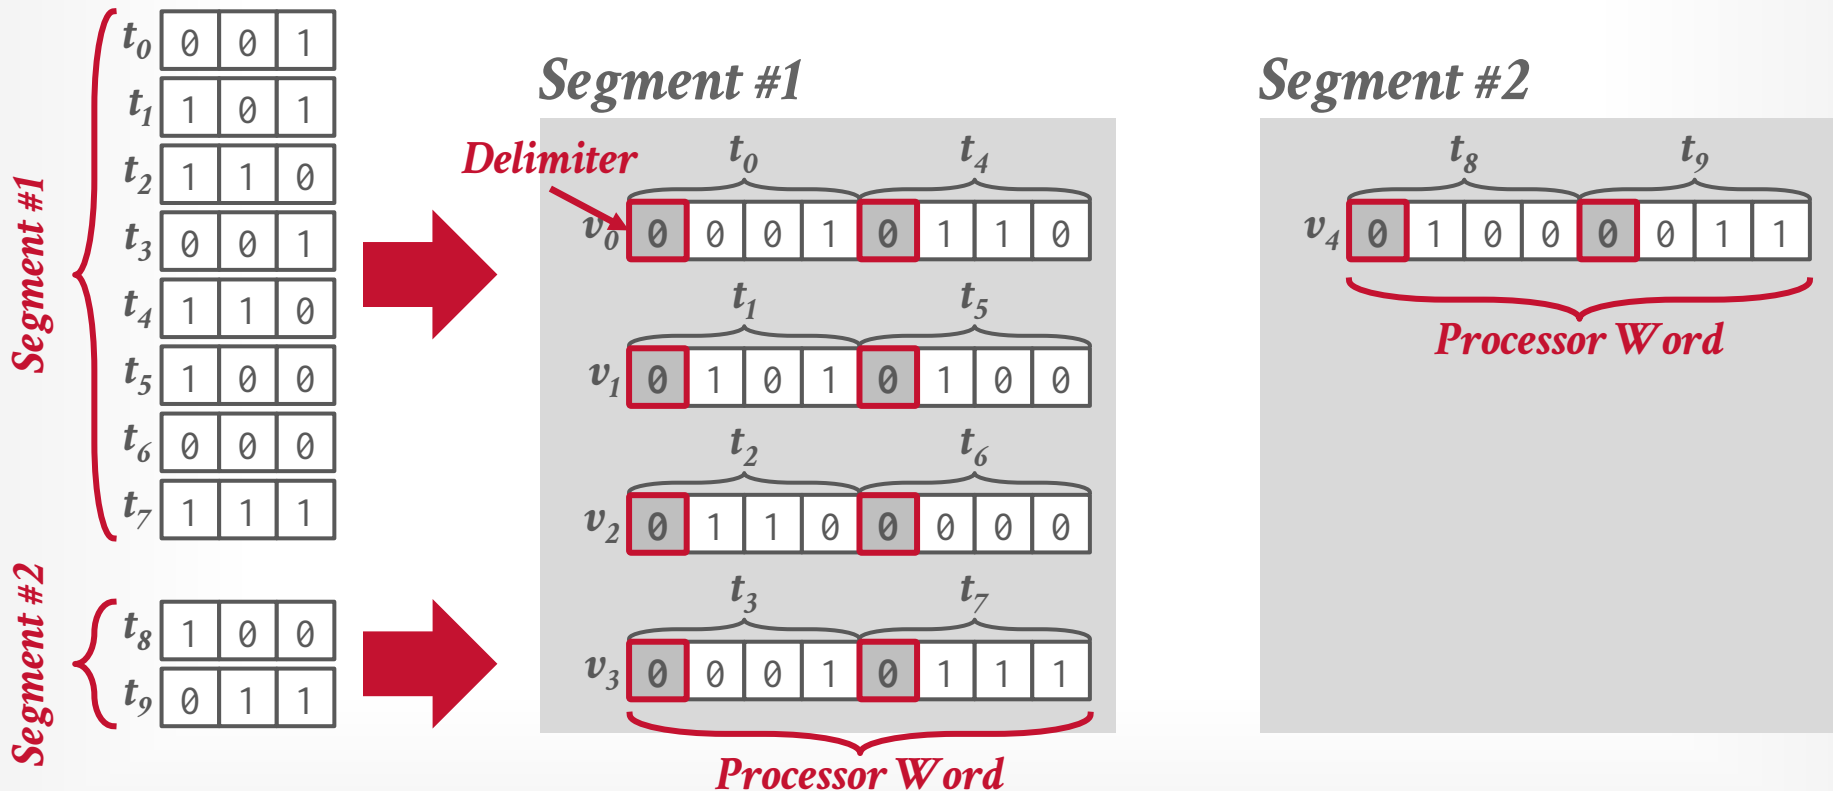 Segment #1
t0 0 0 1
t1 1 0 1
t2 1 1 0
t3 0 0 1
t4 1 1 0
t5 1 0 0
t6 0 0 0
t7 1 1 1
Segment #2
t8 1 0 0
t9 0 1 1
Segment #1
Delimiter
t0 t4
v0 0 0 0 1 0 1 1 0
t1 t5
v1 0 1 0 1 0 1 0 0
t2 t6
v2 0 1 1 0 0 0 0 0
t3 t7
v3 0 0 0 1 0 1 1 1
Processor Word
Segment #2
t8 t9
v4 0 1 0 0 0 0 1 1
Processor Word